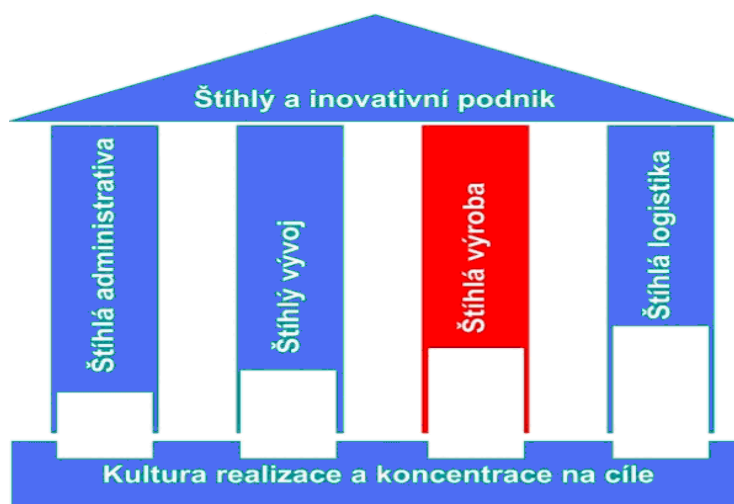 Štíhlý a inovativní podnik
Štíhlá administrativa
Štíhlý vývoj
Štíhlá výroba
Štíhlá logistika
Kultura realizace a koncentrace na cíle